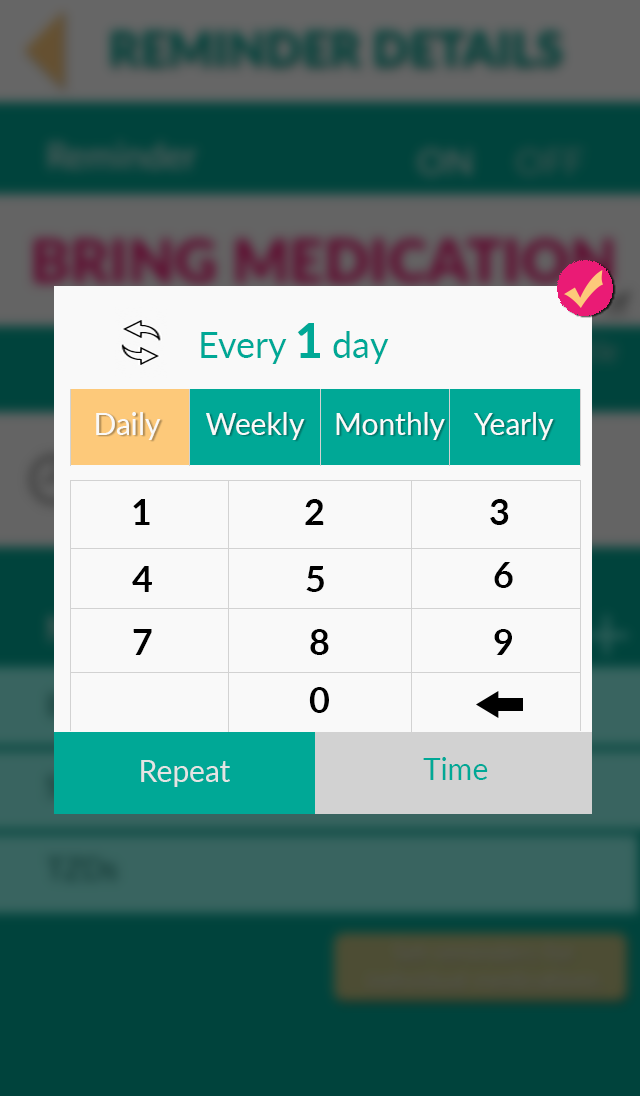 REMINDER DETAILS
Reminder ON OFF
BRING MEDICATION
Every 1 day
Daily Weekly Monthly Yearly
1 2 3
4 5 6
7 8 9
0
Repeat Time